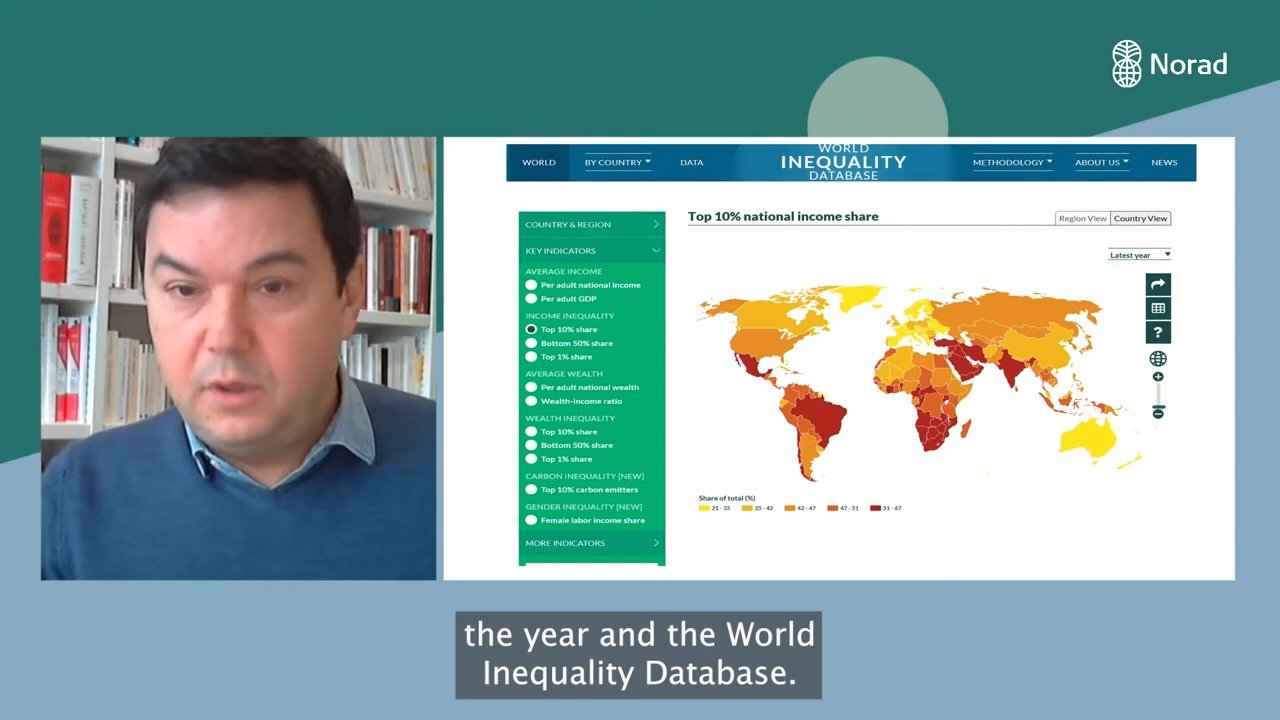 Norad
WORLD
BY COUNTRY
DATA
WORLD
INEQUALITY
DATABASE
METHODOLOGY
ABOUT US
NEWS
COUNTRY & REGION
KEY INDICATORS
AVERAGE INCOME
Per adult national income
Per adult GDP
INCOME INEQUALITY
Top 10% share
Bottom 50% share
Top 1% share
AVERAGE WEALTH
Per adult national wealth
Wealth-income ratio
WEALTH INEQUALITY
Top 10% share
Bottom 50% share
Top 1% share
CARBON INEQUALITY [NEW]
Top 10% carbon emitters
GENDER INEQUALITY [NEW]
Female labor income share
MORE INDICATORS
Top 10% national income share
Region View
Country View
Latest year
?
Share of total (%)
21 - 35
35 - 42
42 - 47
47 - 51
51 - 67
the year and the World
Inequality Database.